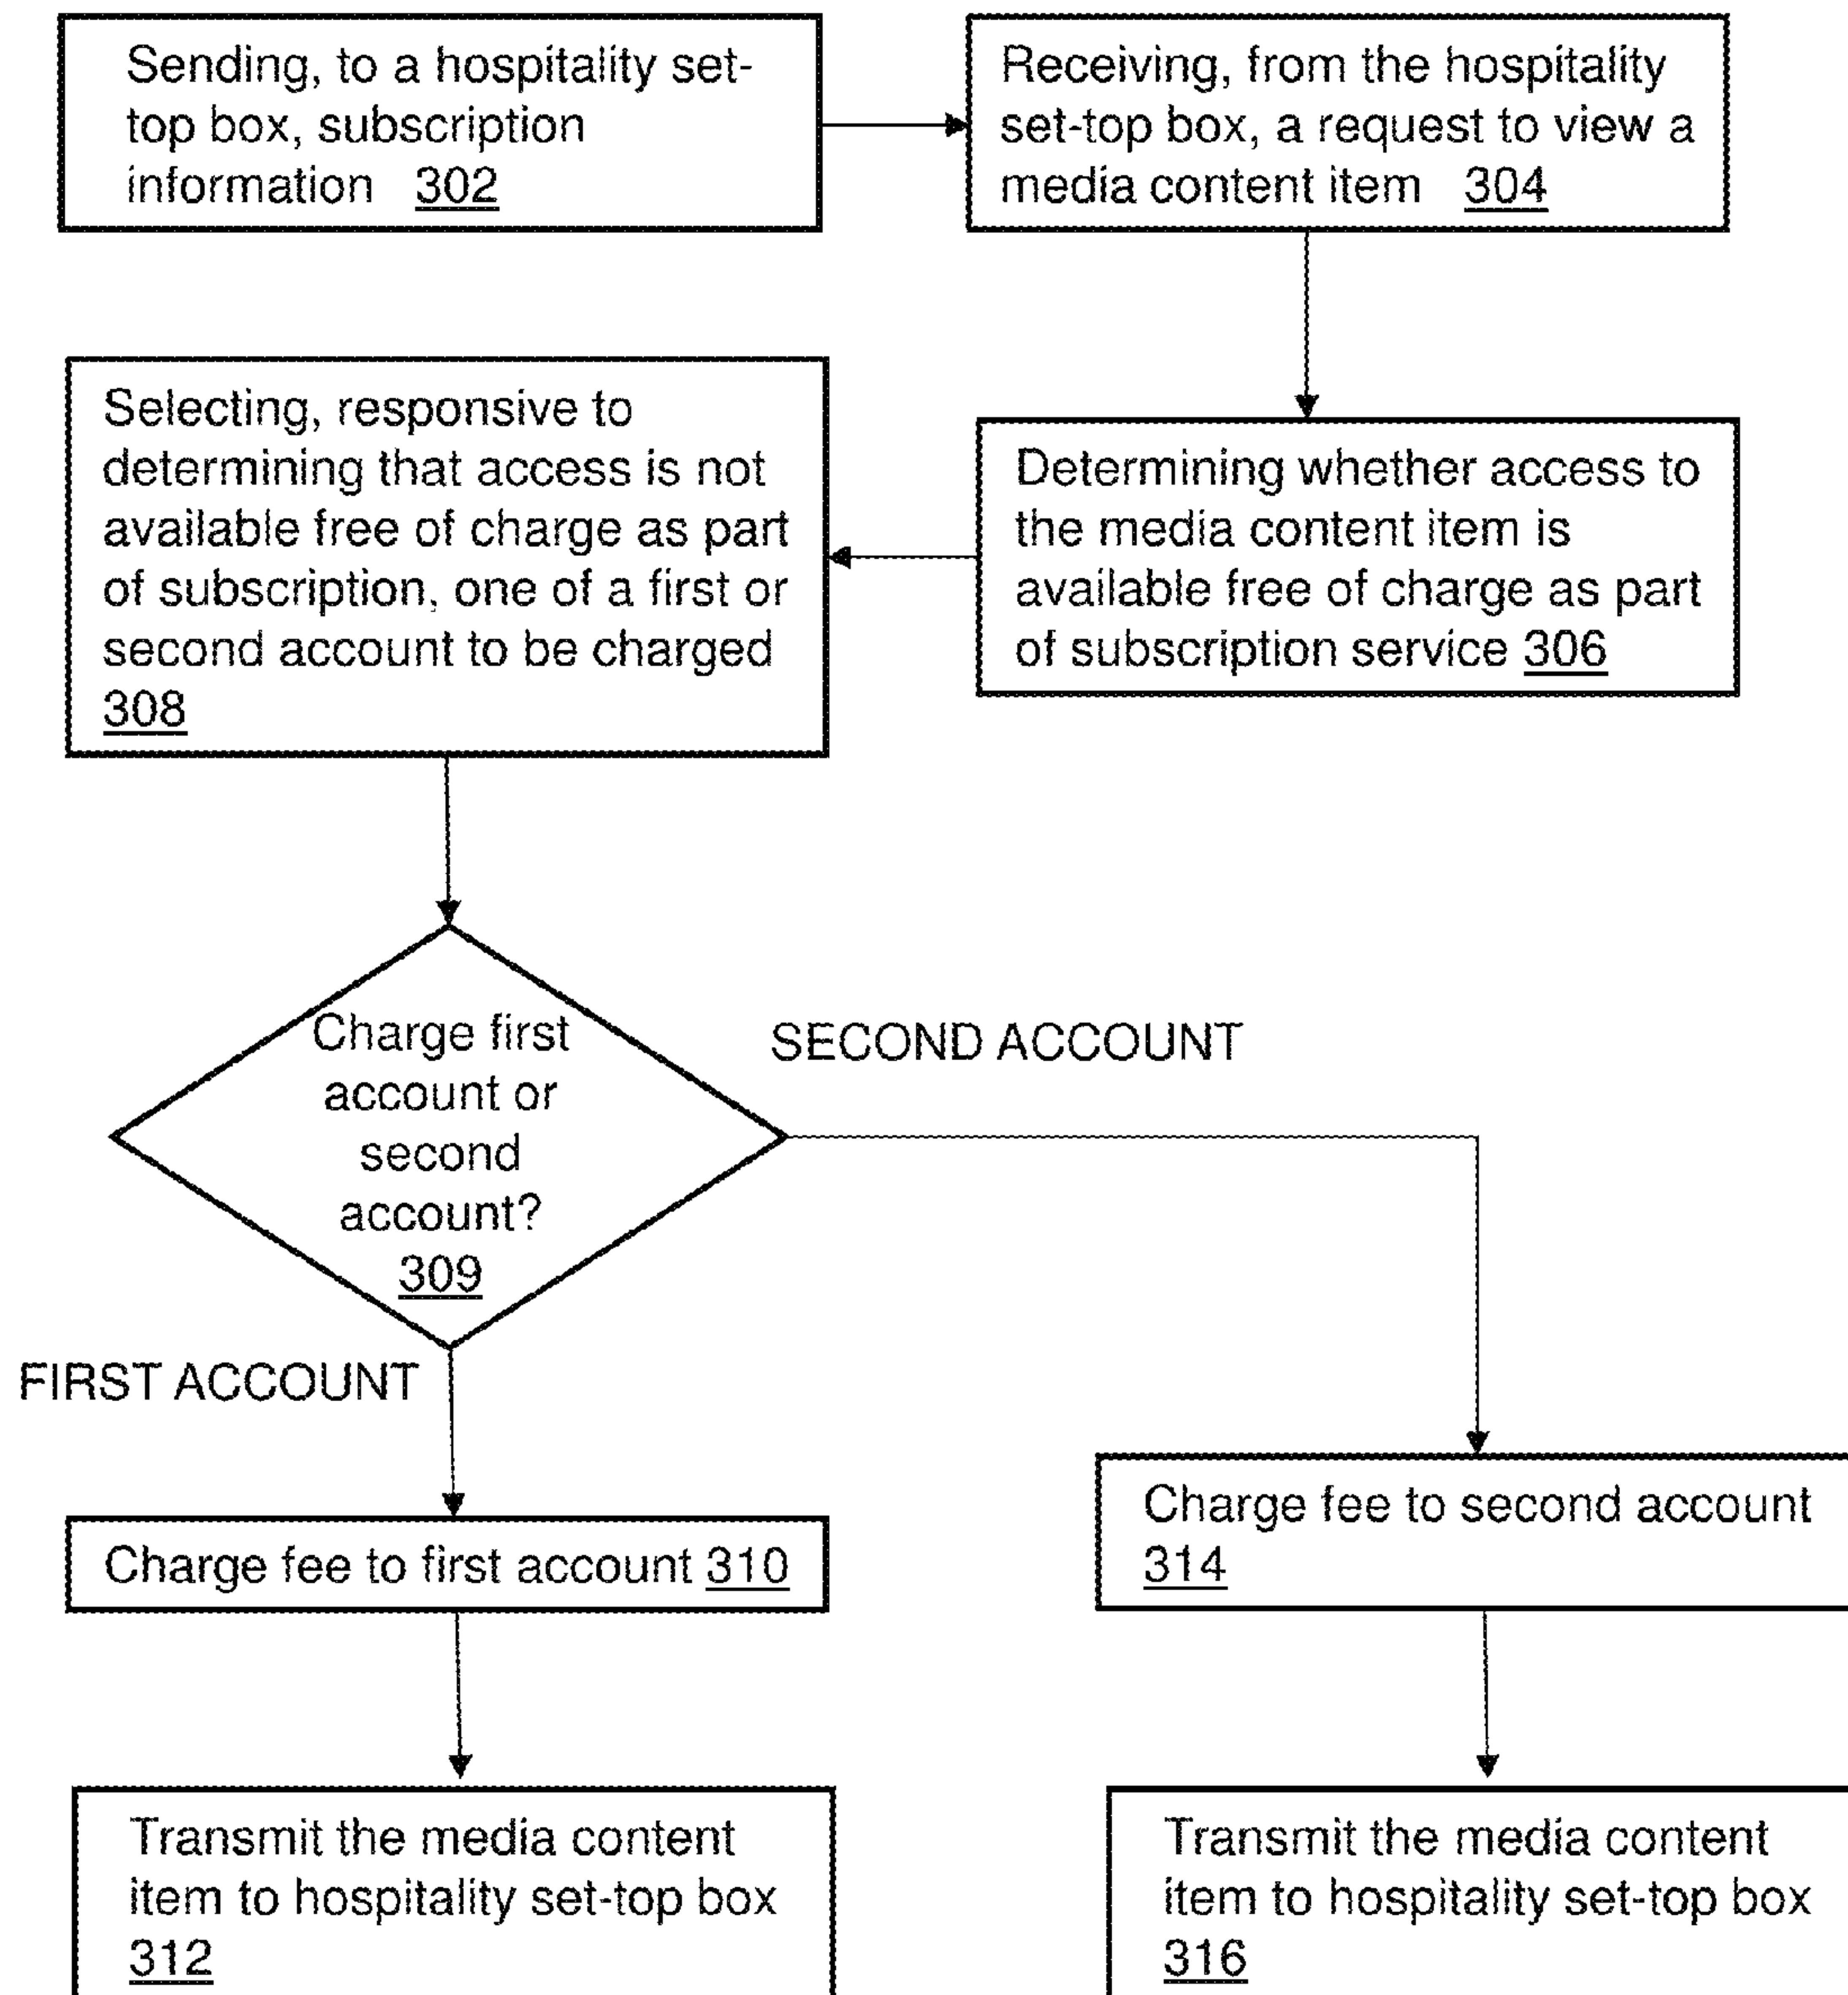 Sending, to a hospitality set-
top box, subscription
information 302
Receiving, from the hospitality
set-top box, a request to view a
media content item 304
Determining whether access to
the media content item is
available free of charge as part
of subscription service 306
Selecting, responsive to
determining that access is not
available free of charge as part
of subscription, one of a first or
second account to be charged
308
Charge first
account or
second
account?
309
SECOND ACCOUNT
FIRST ACCOUNT
Charge fee to first account 310
Charge fee to second account
314
Transmit the media content
item to hospitality set-top box
312
Transmit the media content
item to hospitality set-top box
316